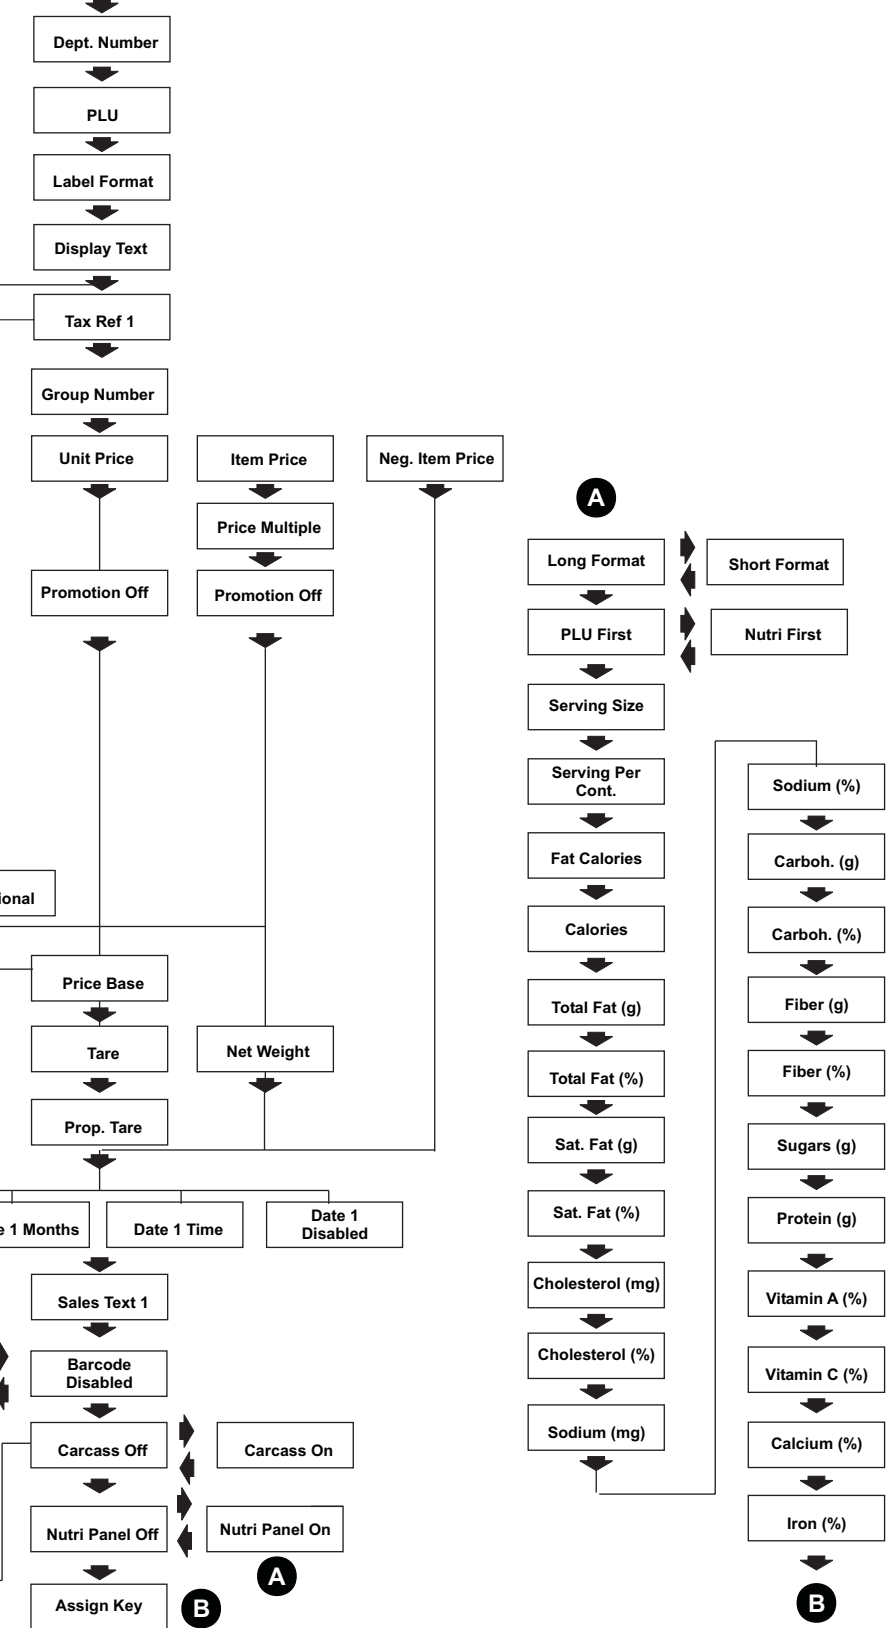 Dept. Number
PLU
Label Format
Display Text
Tax Ref 1
Group Number
Unit Price
Item Price
Neg. Item Price
Price Multiple
Promotion Off
Promotion Off
ional
Price Base
Tare
Net Weight
Prop. Tare
e 1 Months
Date 1 Time
Date 1
Disabled
Sales Text 1
Barcode
Disabled
Carcass Off
Carcass On
Nutri Panel Off
Nutri Panel On
A
Assign Key
B
A
Long Format
Short Format
PLU First
Nutri First
Serving Size
Serving Per
Cont.
Fat Calories
Calories
Total Fat (g)
Total Fat (%)
Sat. Fat (g)
Sat. Fat (%)
Cholesterol (mg)
Cholesterol (%)
Sodium (mg)
Sodium (%)
Carboh. (g)
Carboh. (%)
Fiber (g)
Fiber (%)
Sugars (g)
Protein (g)
Vitamin A (%)
Vitamin C (%)
Calcium (%)
Iron (%)
B